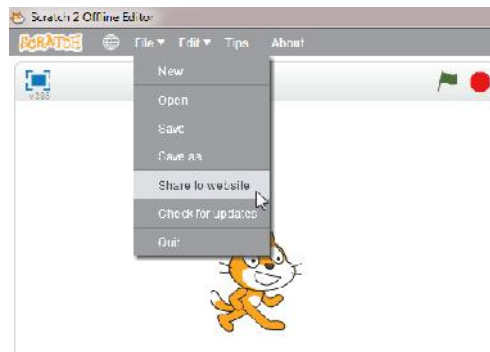 Scratch 2 Offline Editor
SCRATCH File Edit Tips About
New
Open
Save
Save as
Share to website
Check for updates
Quit